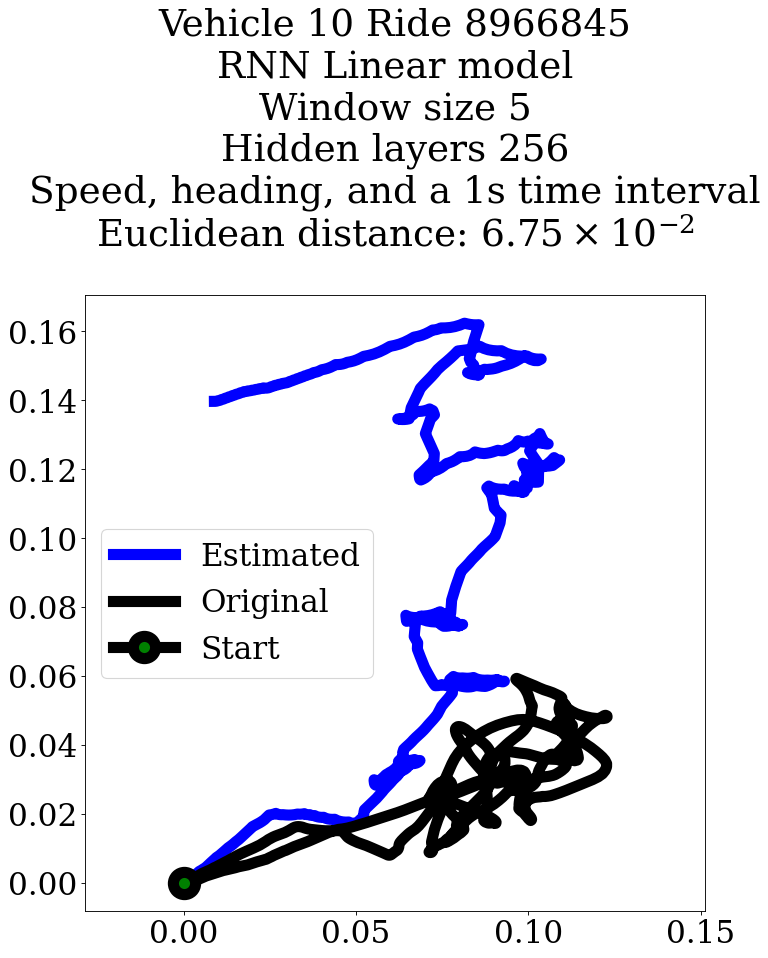 Vehicle 10 Ride 8966845
RNN Linear model
Window size 5
Hidden layers 256
Speed, heading, and a 1s time interval
Euclidean distance: 6.75 × 10⁻²
0.16
0.14
0.12
0.10
0.08
0.06
0.04
0.02
0.00
Estimated
Original
Start
0.00 0.05 0.10 0.15